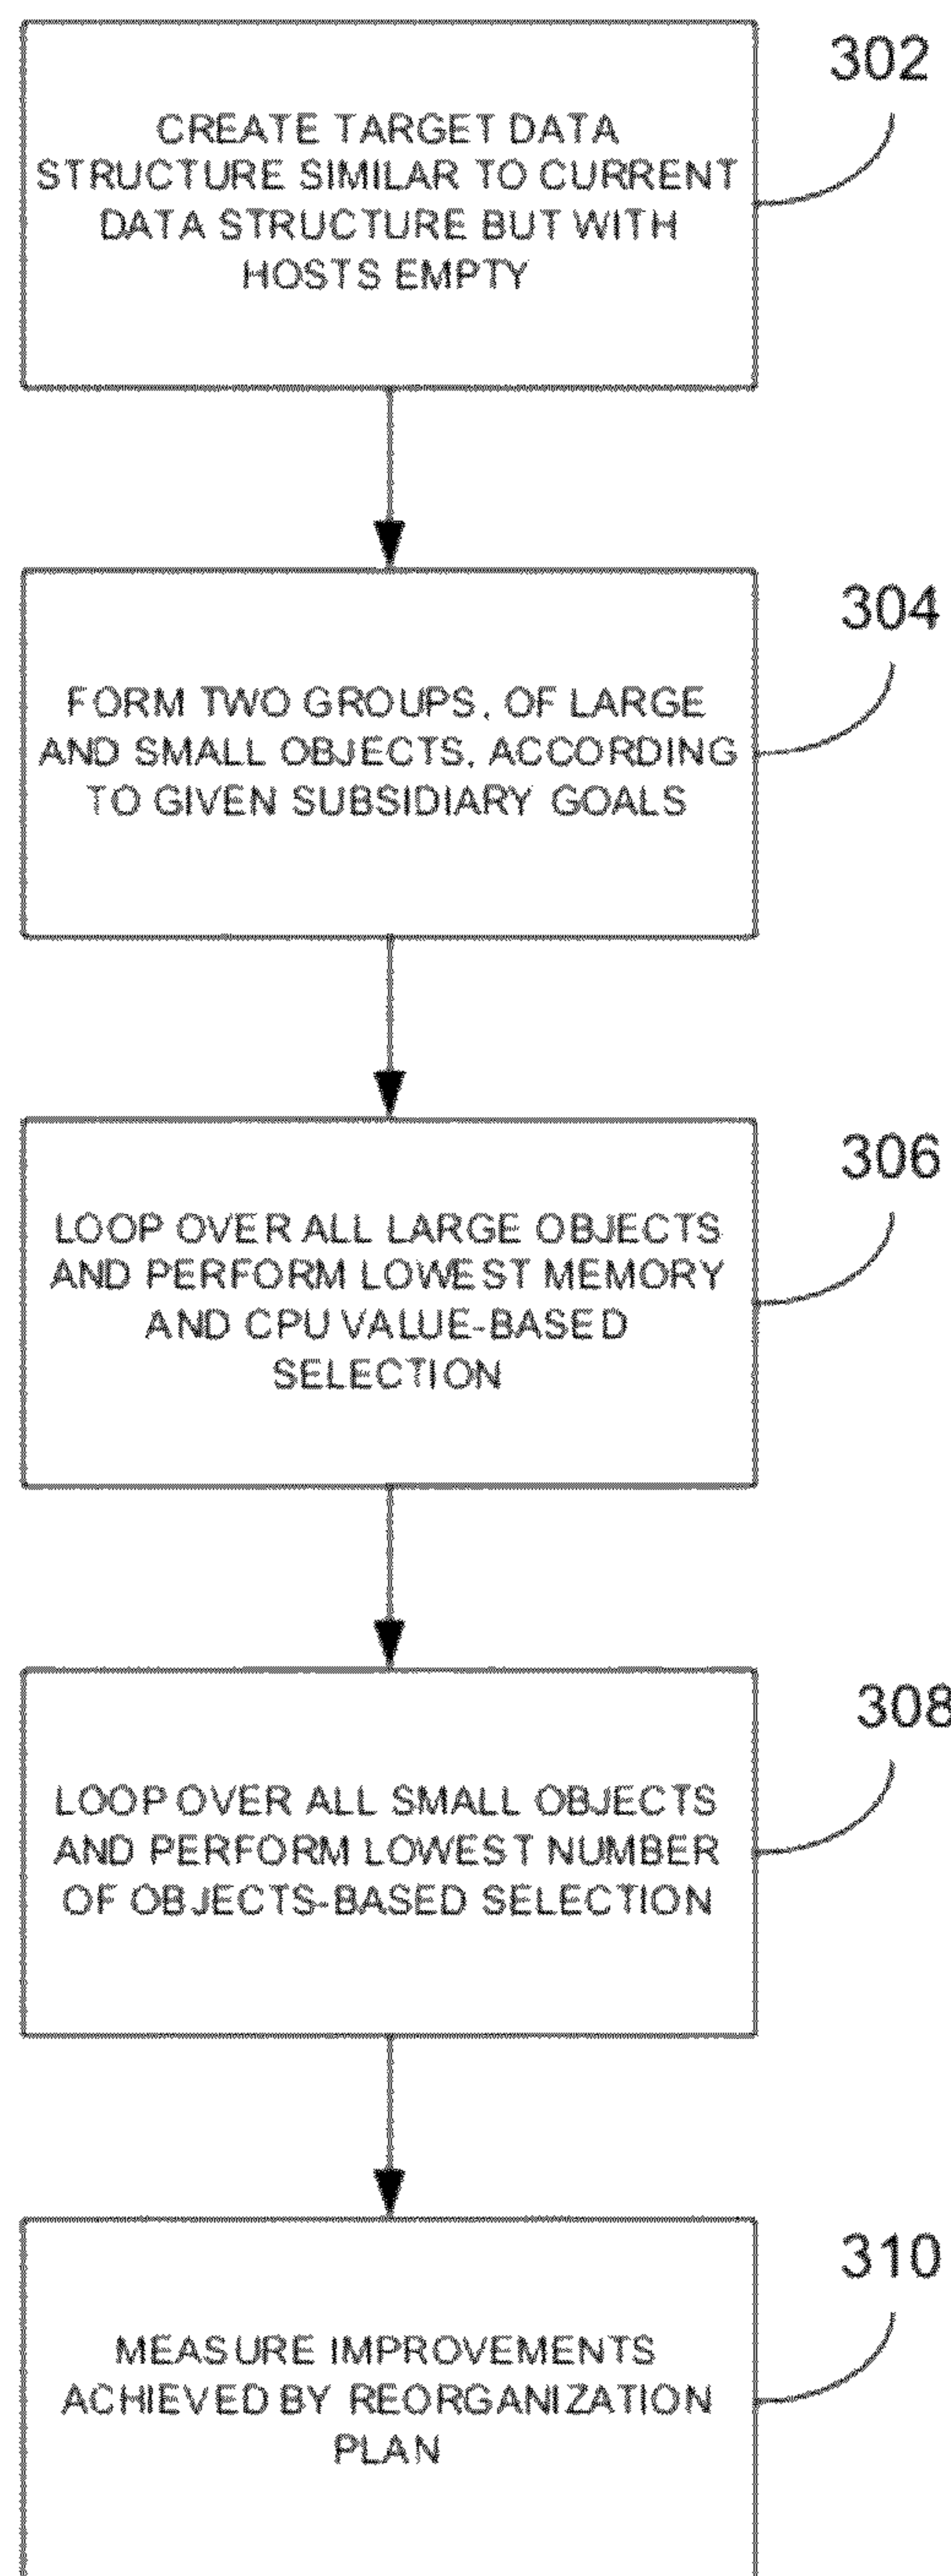 302
CREATE TARGET DATA
STRUCTURE SIMILAR TO CURRENT
DATA STRUCTURE BUT WITH
HOSTS EMPTY
304
FORM TWO GROUPS, OF LARGE
AND SMALL OBJECTS, ACCORDING
TO GIVEN SUBSIDIARY GOALS
306
LOOP OVER ALL LARGE OBJECTS
AND PERFORM LOWEST MEMORY
AND CPU VALUE-BASED
SELECTION
308
LOOP OVER ALL SMALL OBJECTS
AND PERFORM LOWEST NUMBER
OF OBJECTS-BASED SELECTION
310
MEASURE IMPROVEMENTS
ACHIEVED BY REORGANIZATION
PLAN